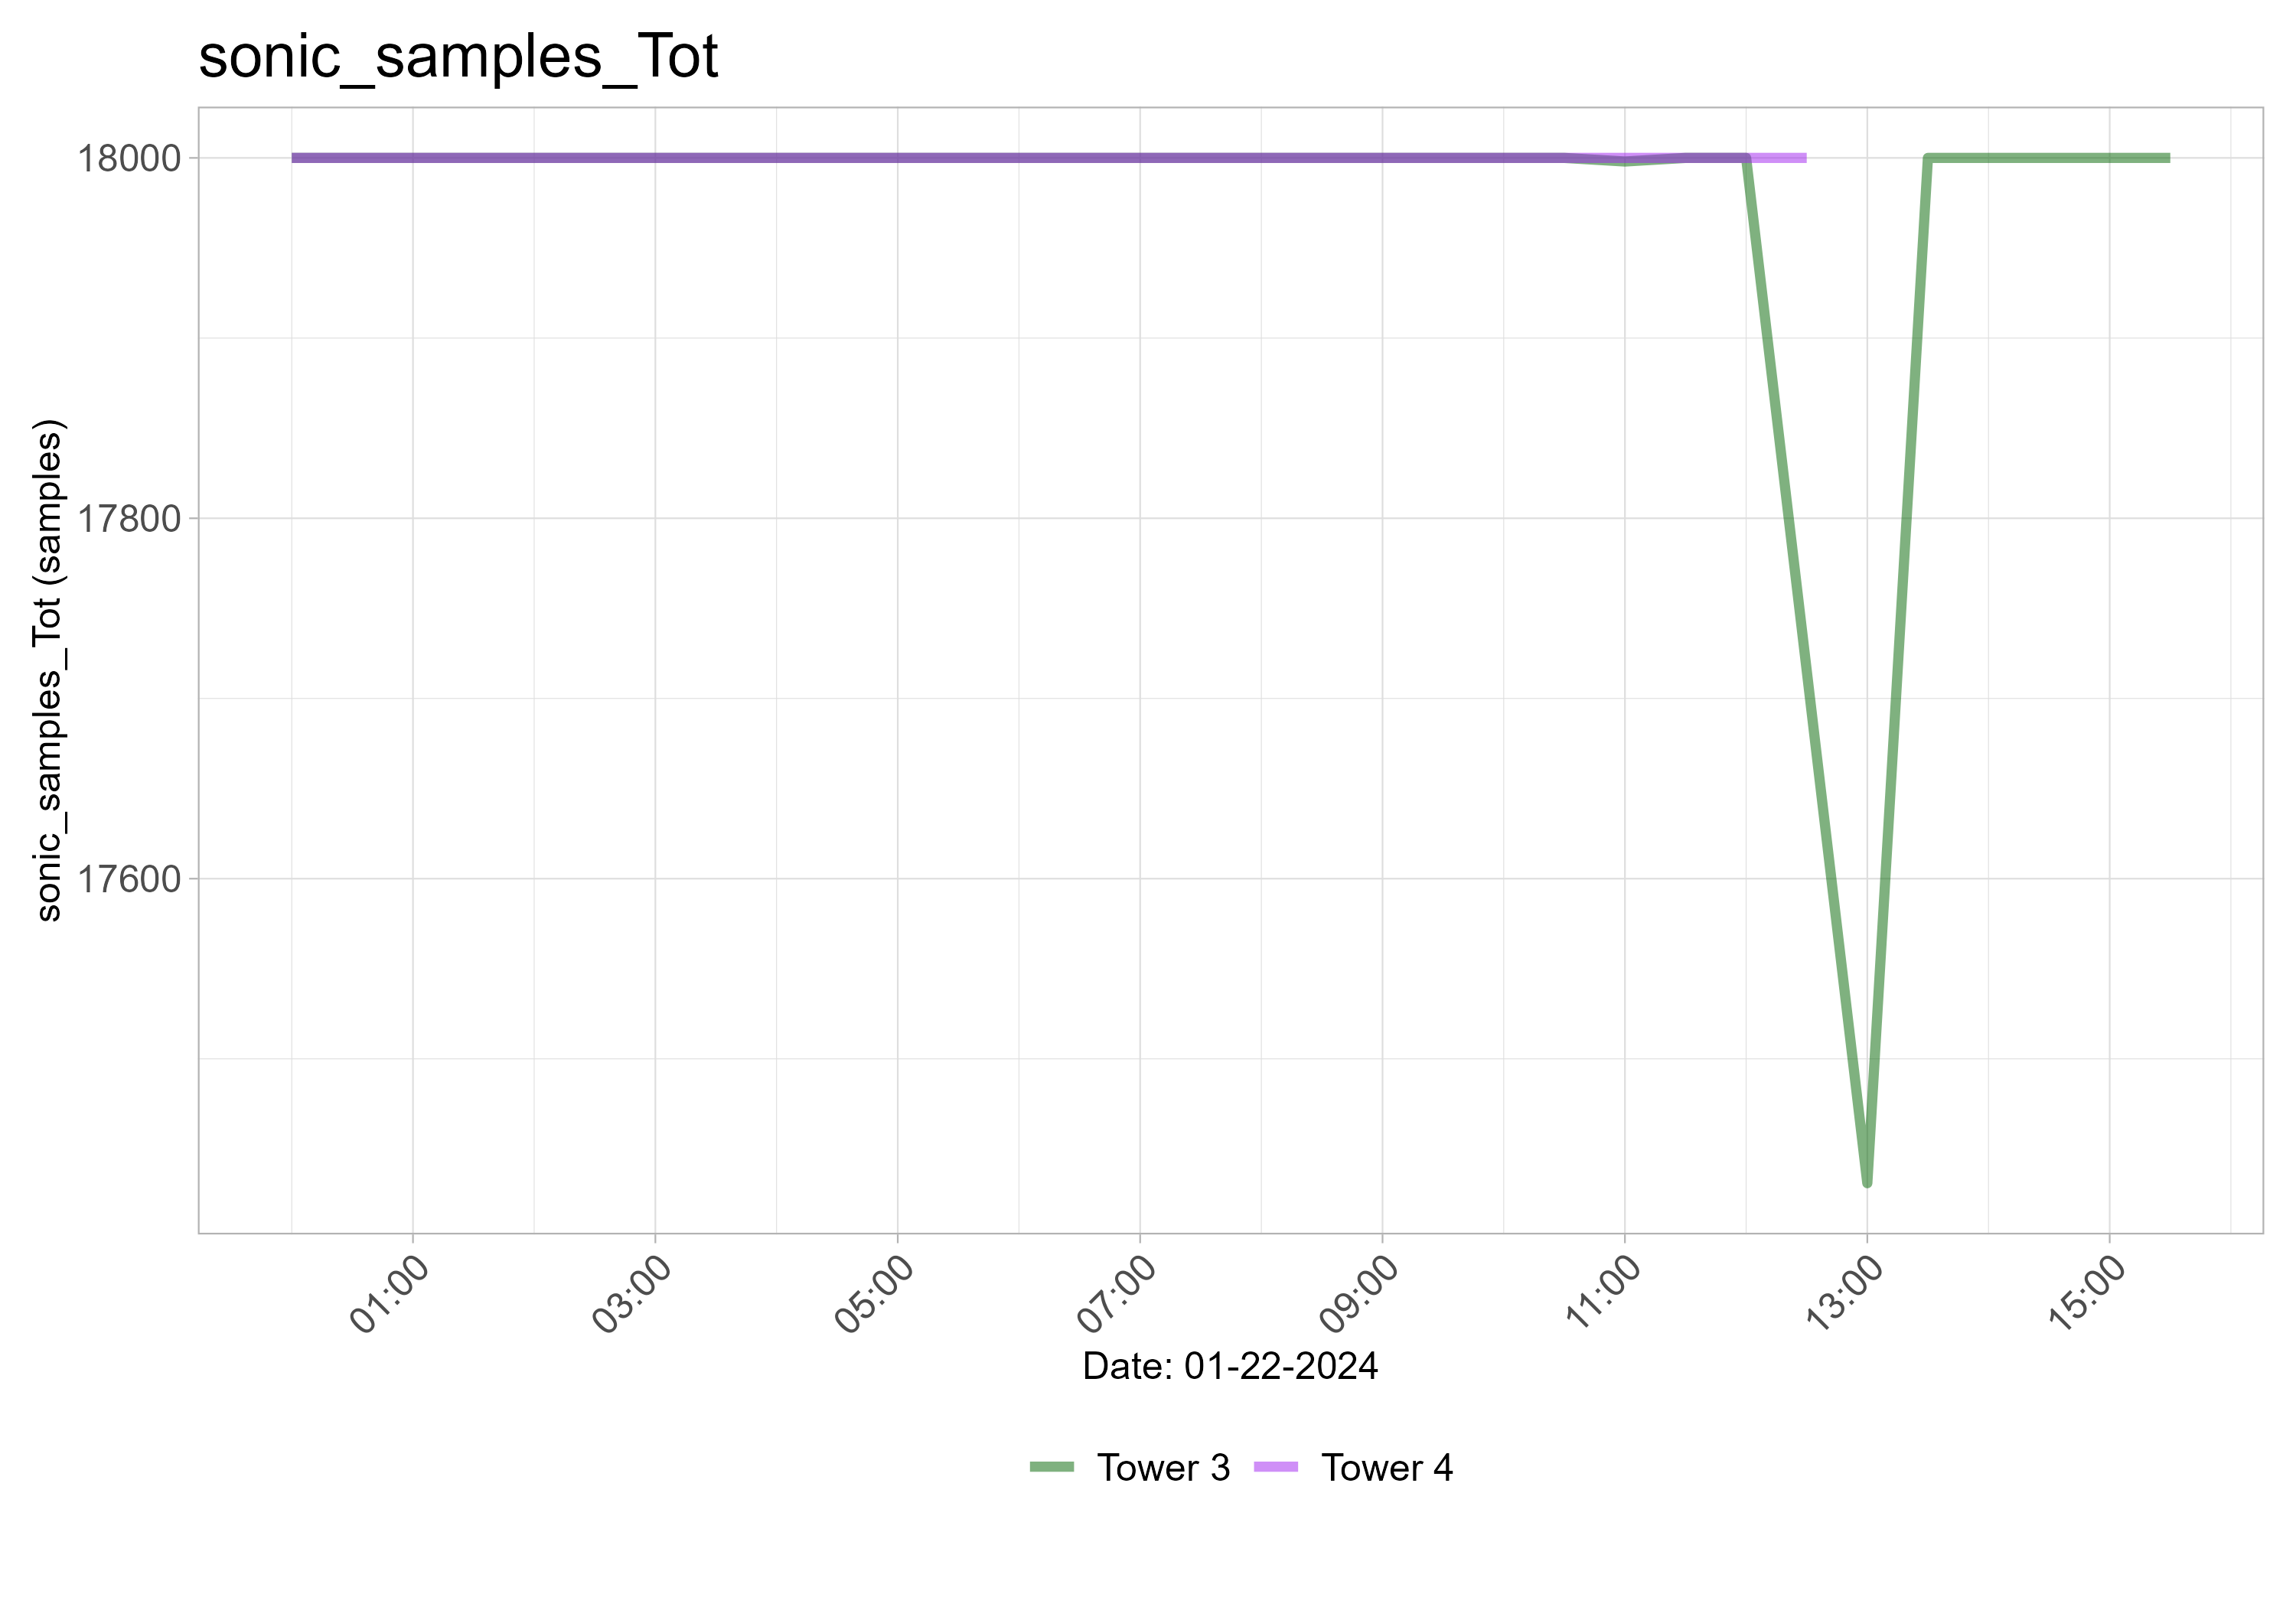 sonic_samples_Tot
sonic_samples_Tot (samples)
18000
17800
17600
01:00
03:00
05:00
07:00
09:00
11:00
13:00
15:00
Date: 01-22-2024
Tower 3
Tower 4